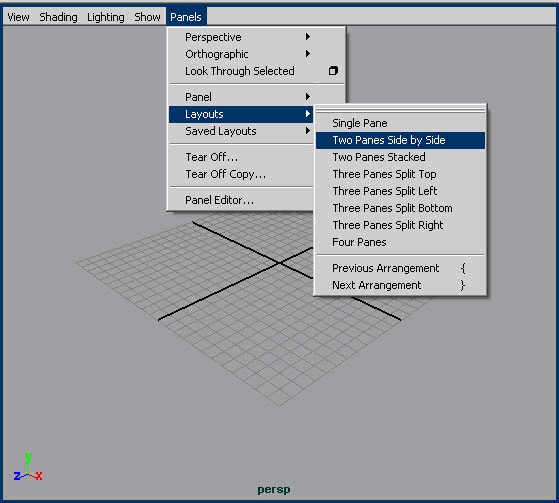 View Shading Lighting Show Panels
Perspective
Orthographic
Look Through Selected
Panel
Layouts
Saved Layouts
Tear Off...
Tear Off Copy...
Panel Editor...
Single Pane
Two Panes Side by Side
Two Panes Stacked
Three Panes Split Top
Three Panes Split Left
Three Panes Split Bottom
Three Panes Split Right
Four Panes
Previous Arrangement {
Next Arrangement }
y
z x
persp